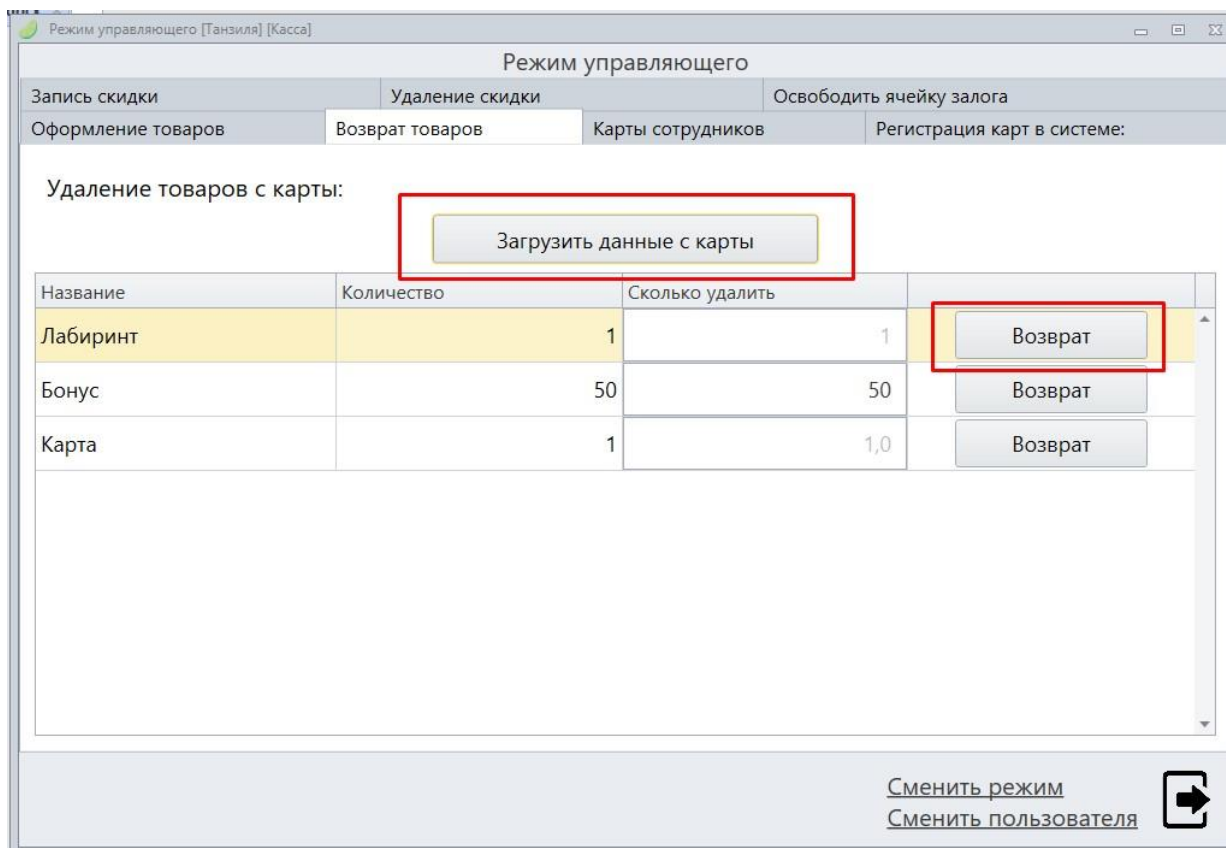 Режим управляющего [Танзиля] [Касса]
Режим управляющего
Запись скидки Удаление скидки Освободить ячейку залога
Оформление товаров Возврат товаров Карты сотрудников Регистрация карт в системе:
Удаление товаров с карты:
Загрузить данные с карты
Название Количество Сколько удалить
Лабиринт 1 1 Возврат
Бонус 50 50 Возврат
Карта 1 1,0 Возврат
Сменить режим
Сменить пользователя